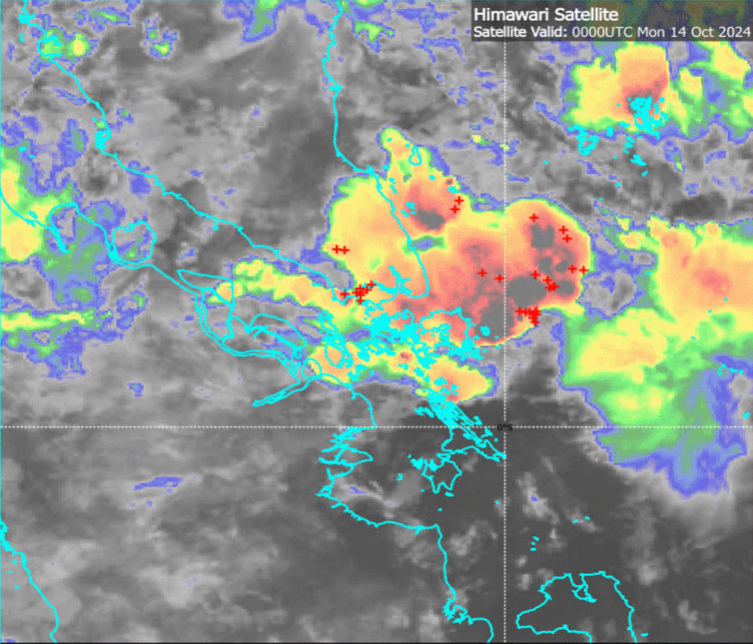 Himawari Satellite
Satellite Valid: 0000UTC Mon 14 Oct 2024